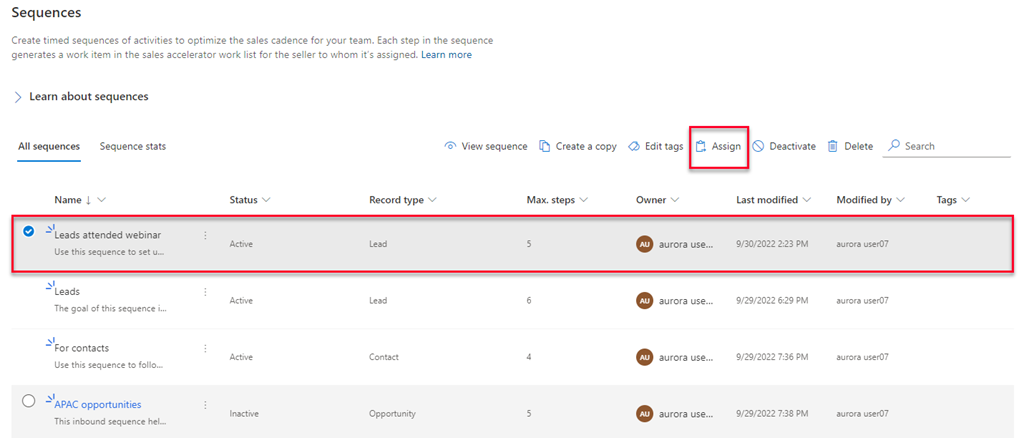 Sequences
Create timed sequences of activities to optimize the sales cadence for your team. Each step in the sequence
generates a work item in the sales accelerator work list for the seller to whom it's assigned. Learn more
Learn about sequences
All sequences Sequence stats View sequence Create a copy Edit tags Assign Deactivate Delete Search
Name ↓ Status Record type Max. steps Owner Last modified Modified by Tags
Leads attended webinar
Use this sequence to set u... Active Lead 5 AU aurora use... 9/30/2022 2:23 PM aurora user07
Leads
The goal of this sequence i... Active Lead 6 AU aurora use... 9/29/2022 6:29 PM aurora user07
For contacts
Use this sequence to follo... Active Contact 4 AU aurora use... 9/29/2022 7:36 PM aurora user07
APAC opportunities
This inbound sequence hel... Inactive Opportunity 5 AU aurora use... 9/29/2022 7:38 PM aurora user07